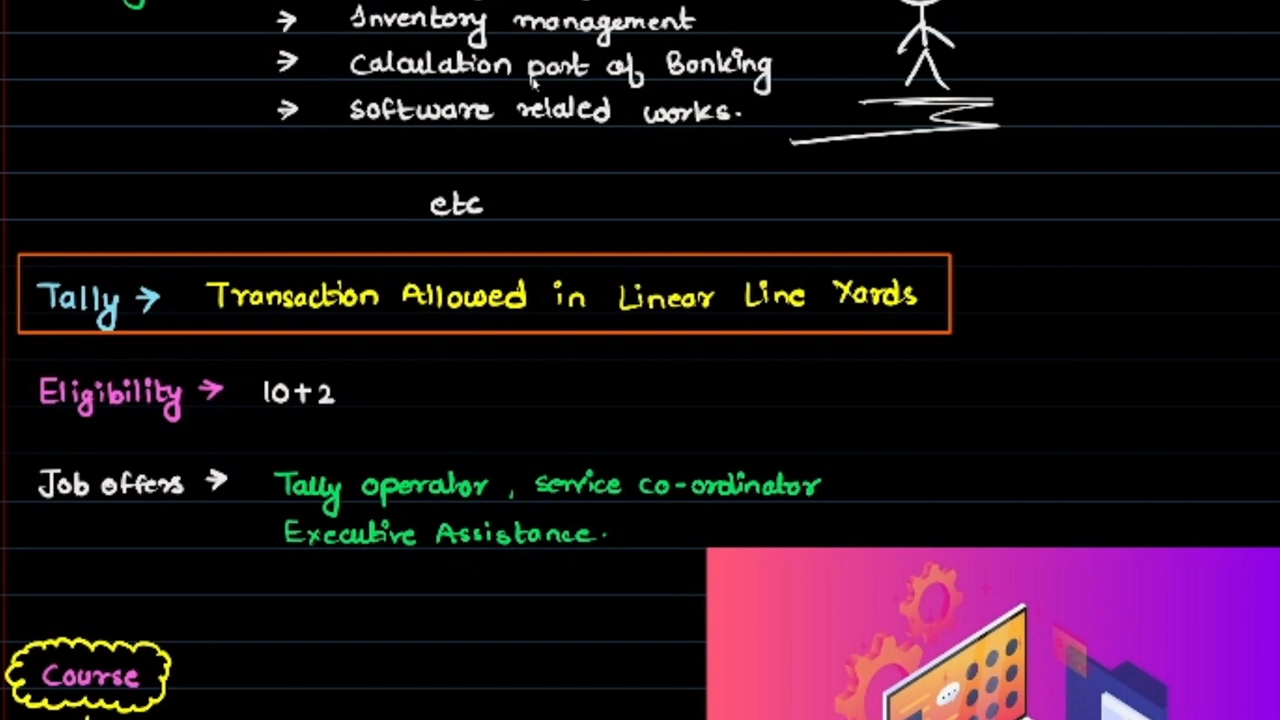 → Inventory management
→ Calculation part of Banking
→ Software related works.
etc
Tally → Transaction Allowed in Linear Line Yards
Eligibility → 10+2
Job offers → Tally operator, service co-ordinator
Executive Assistance.
Course